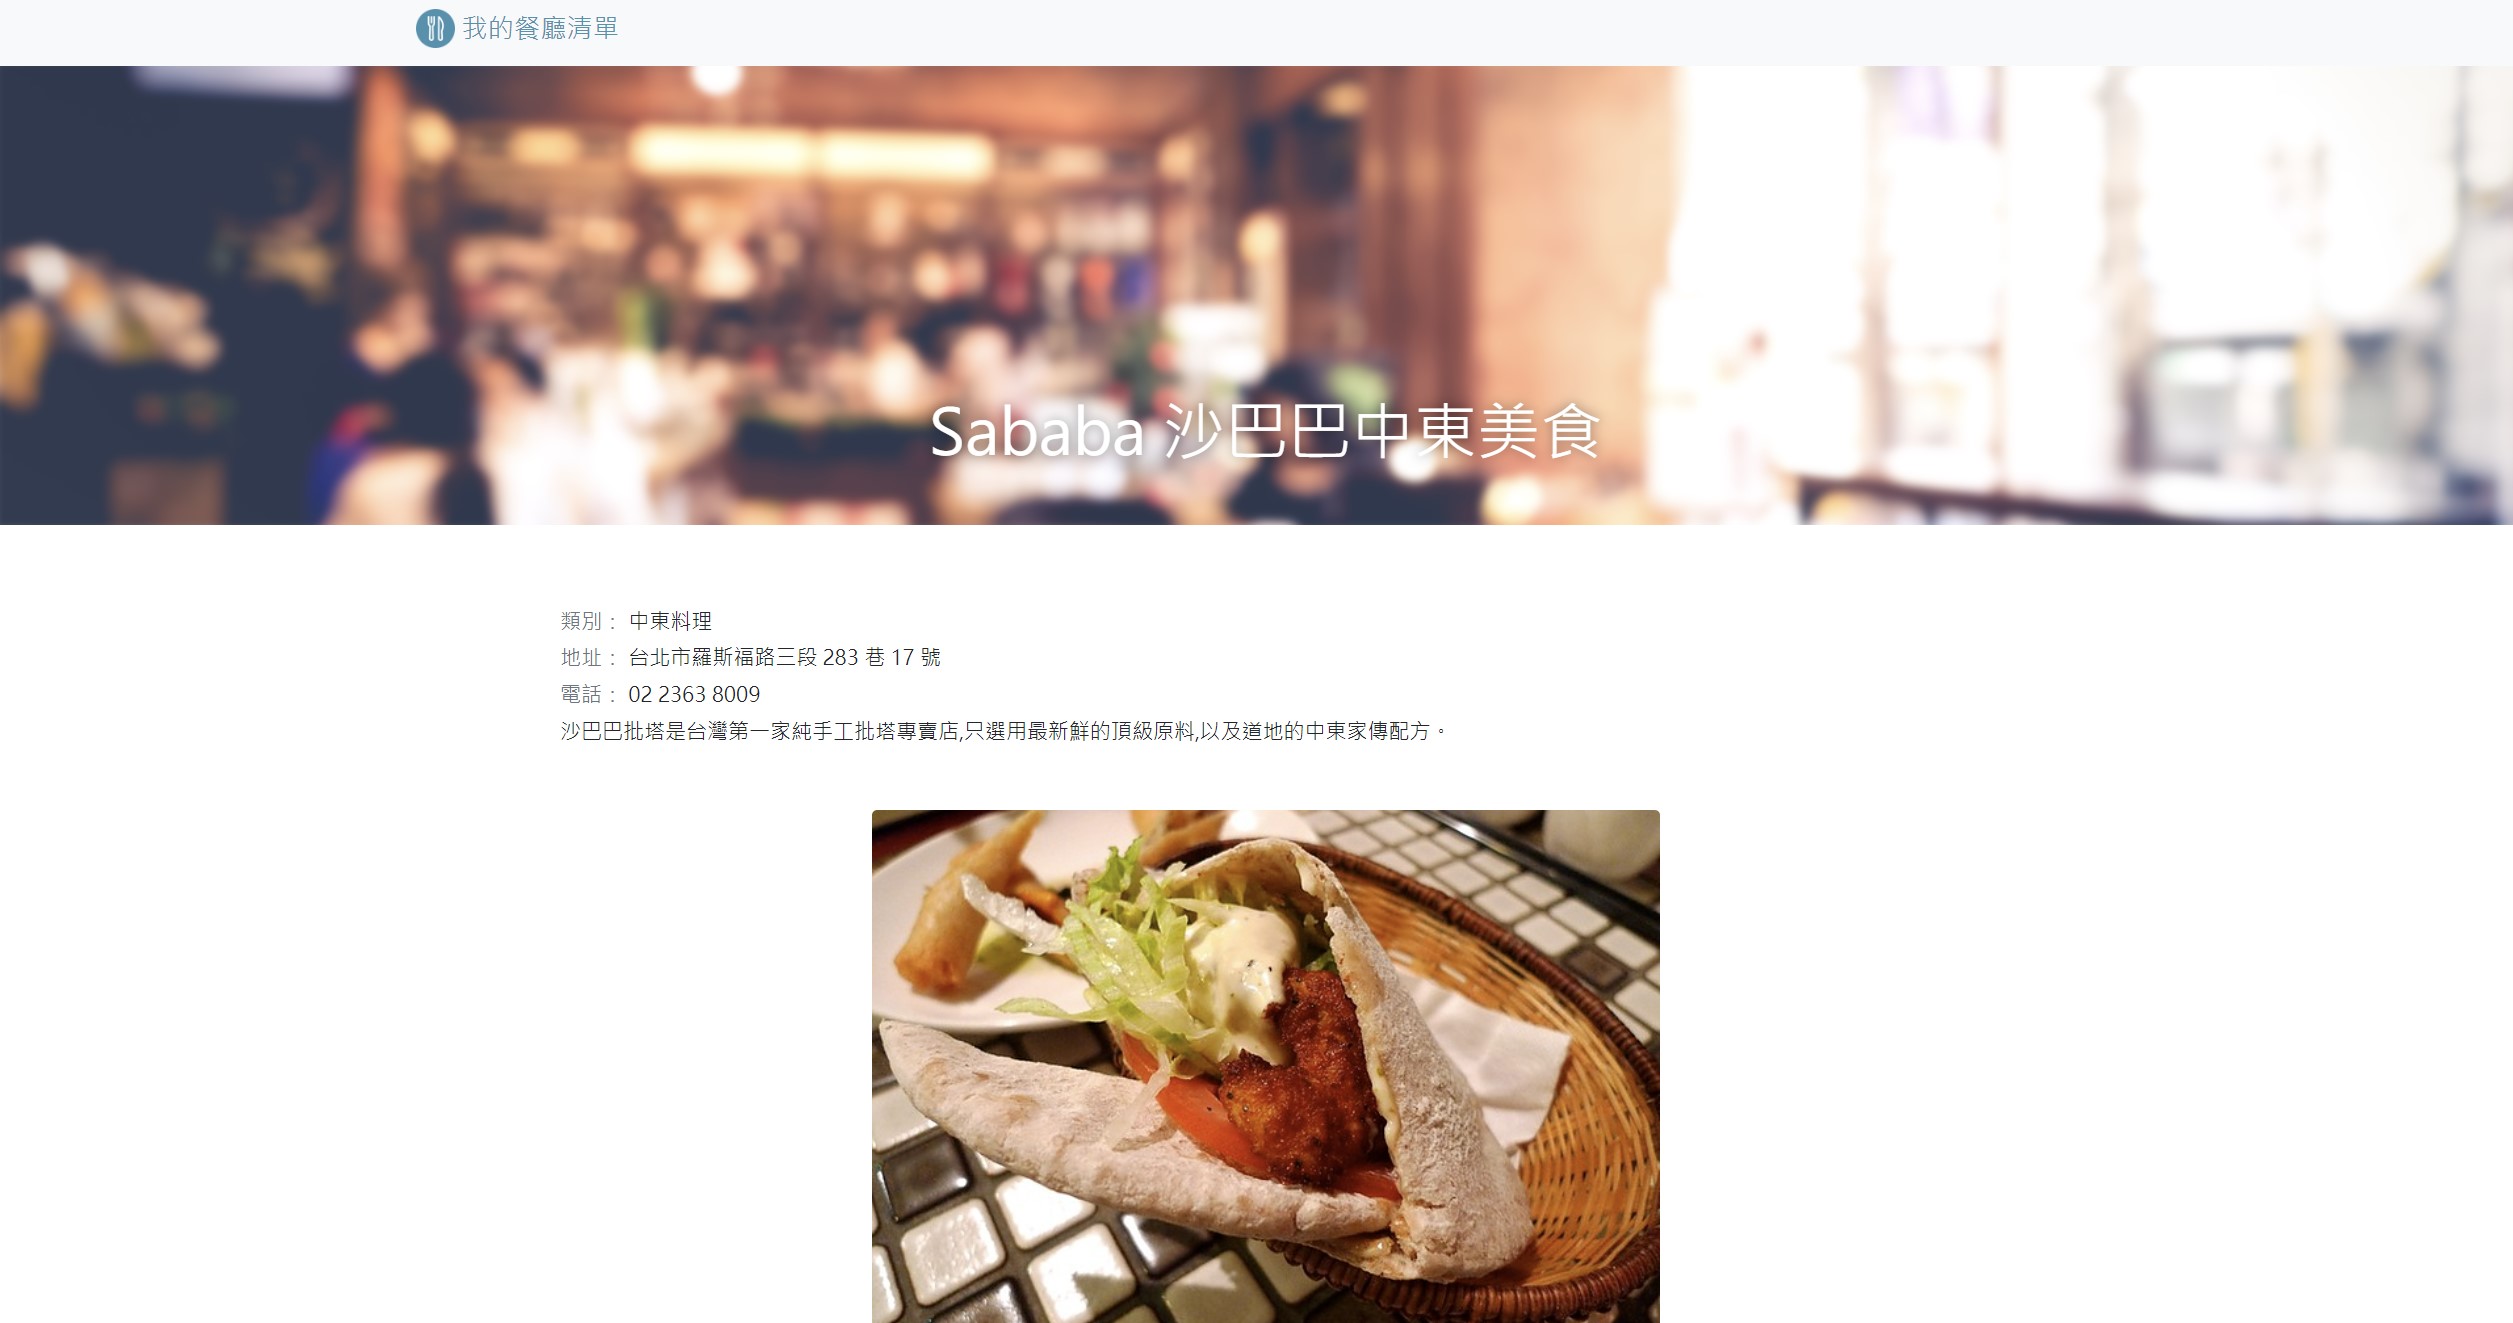 我的餐廳清單
Sababa 沙巴巴中東美食
類別： 中東料理
地址： 台北市羅斯福路三段 283 巷 17 號
電話： 02 2363 8009
沙巴巴批塔是台灣第一家純手工批塔專賣店,只選用最新鮮的頂級原料,以及道地的中東家傳配方。